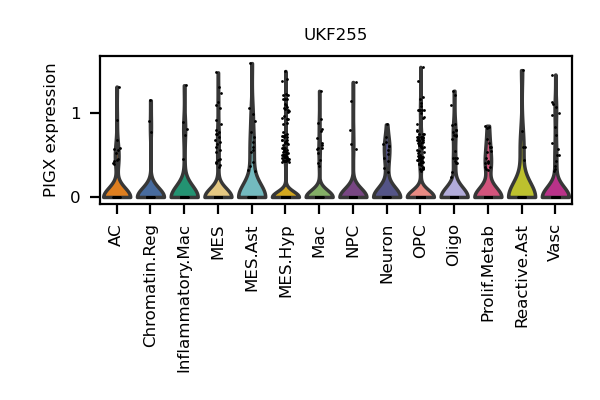 UKF255
PIGX expression
1
0
AC
Chromatin.Reg
Inflammatory.Mac
MES
MES.Ast
MES.Hyp
Mac
NPC
Neuron
OPC
Oligo
Prolif.Metab
Reactive.Ast
Vasc